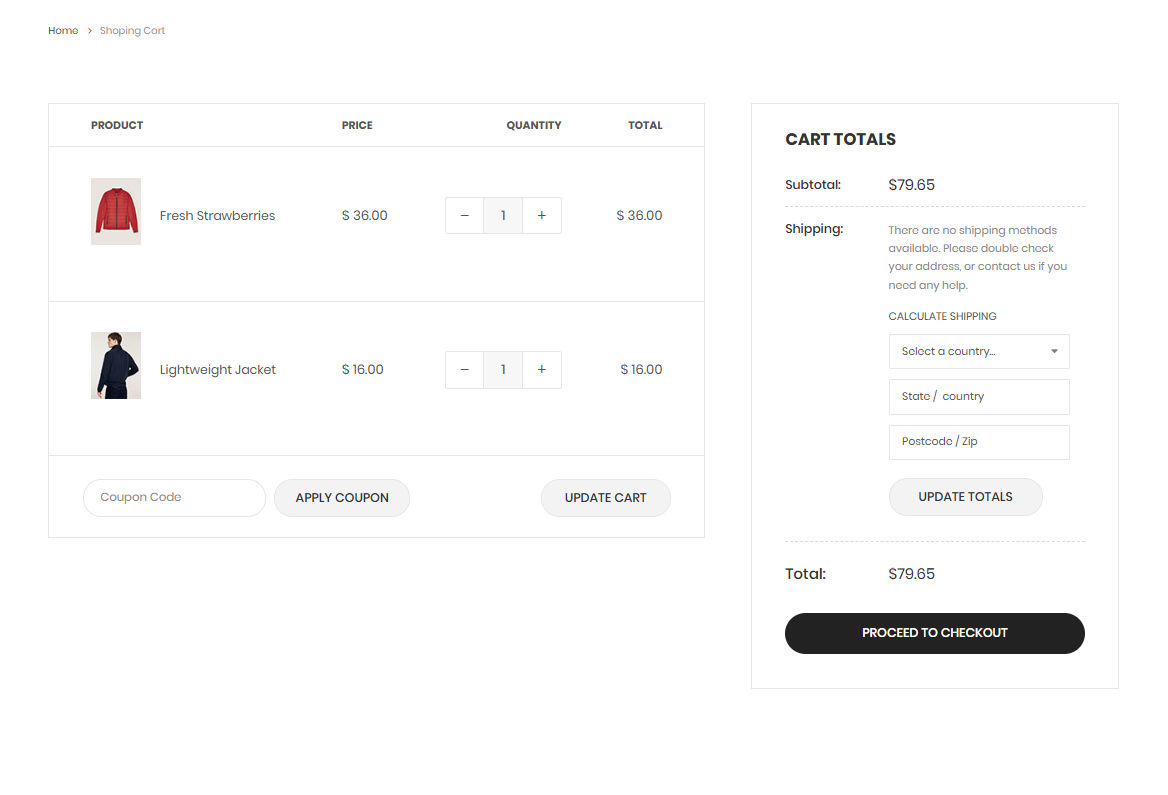 Home > Shoping Cart
PRODUCT PRICE QUANTITY TOTAL
Fresh Strawberries $ 36.00 − 1 + $ 36.00
Lightweight Jacket $ 16.00 − 1 + $ 16.00
Coupon Code APPLY COUPON UPDATE CART
CART TOTALS
Subtotal: $79.65
Shipping: There are no shipping methods
available. Please double check
your address, or contact us if you
need any help.
CALCULATE SHIPPING
Select a country...
State / country
Postcode / Zip
UPDATE TOTALS
Total: $79.65
PROCEED TO CHECKOUT